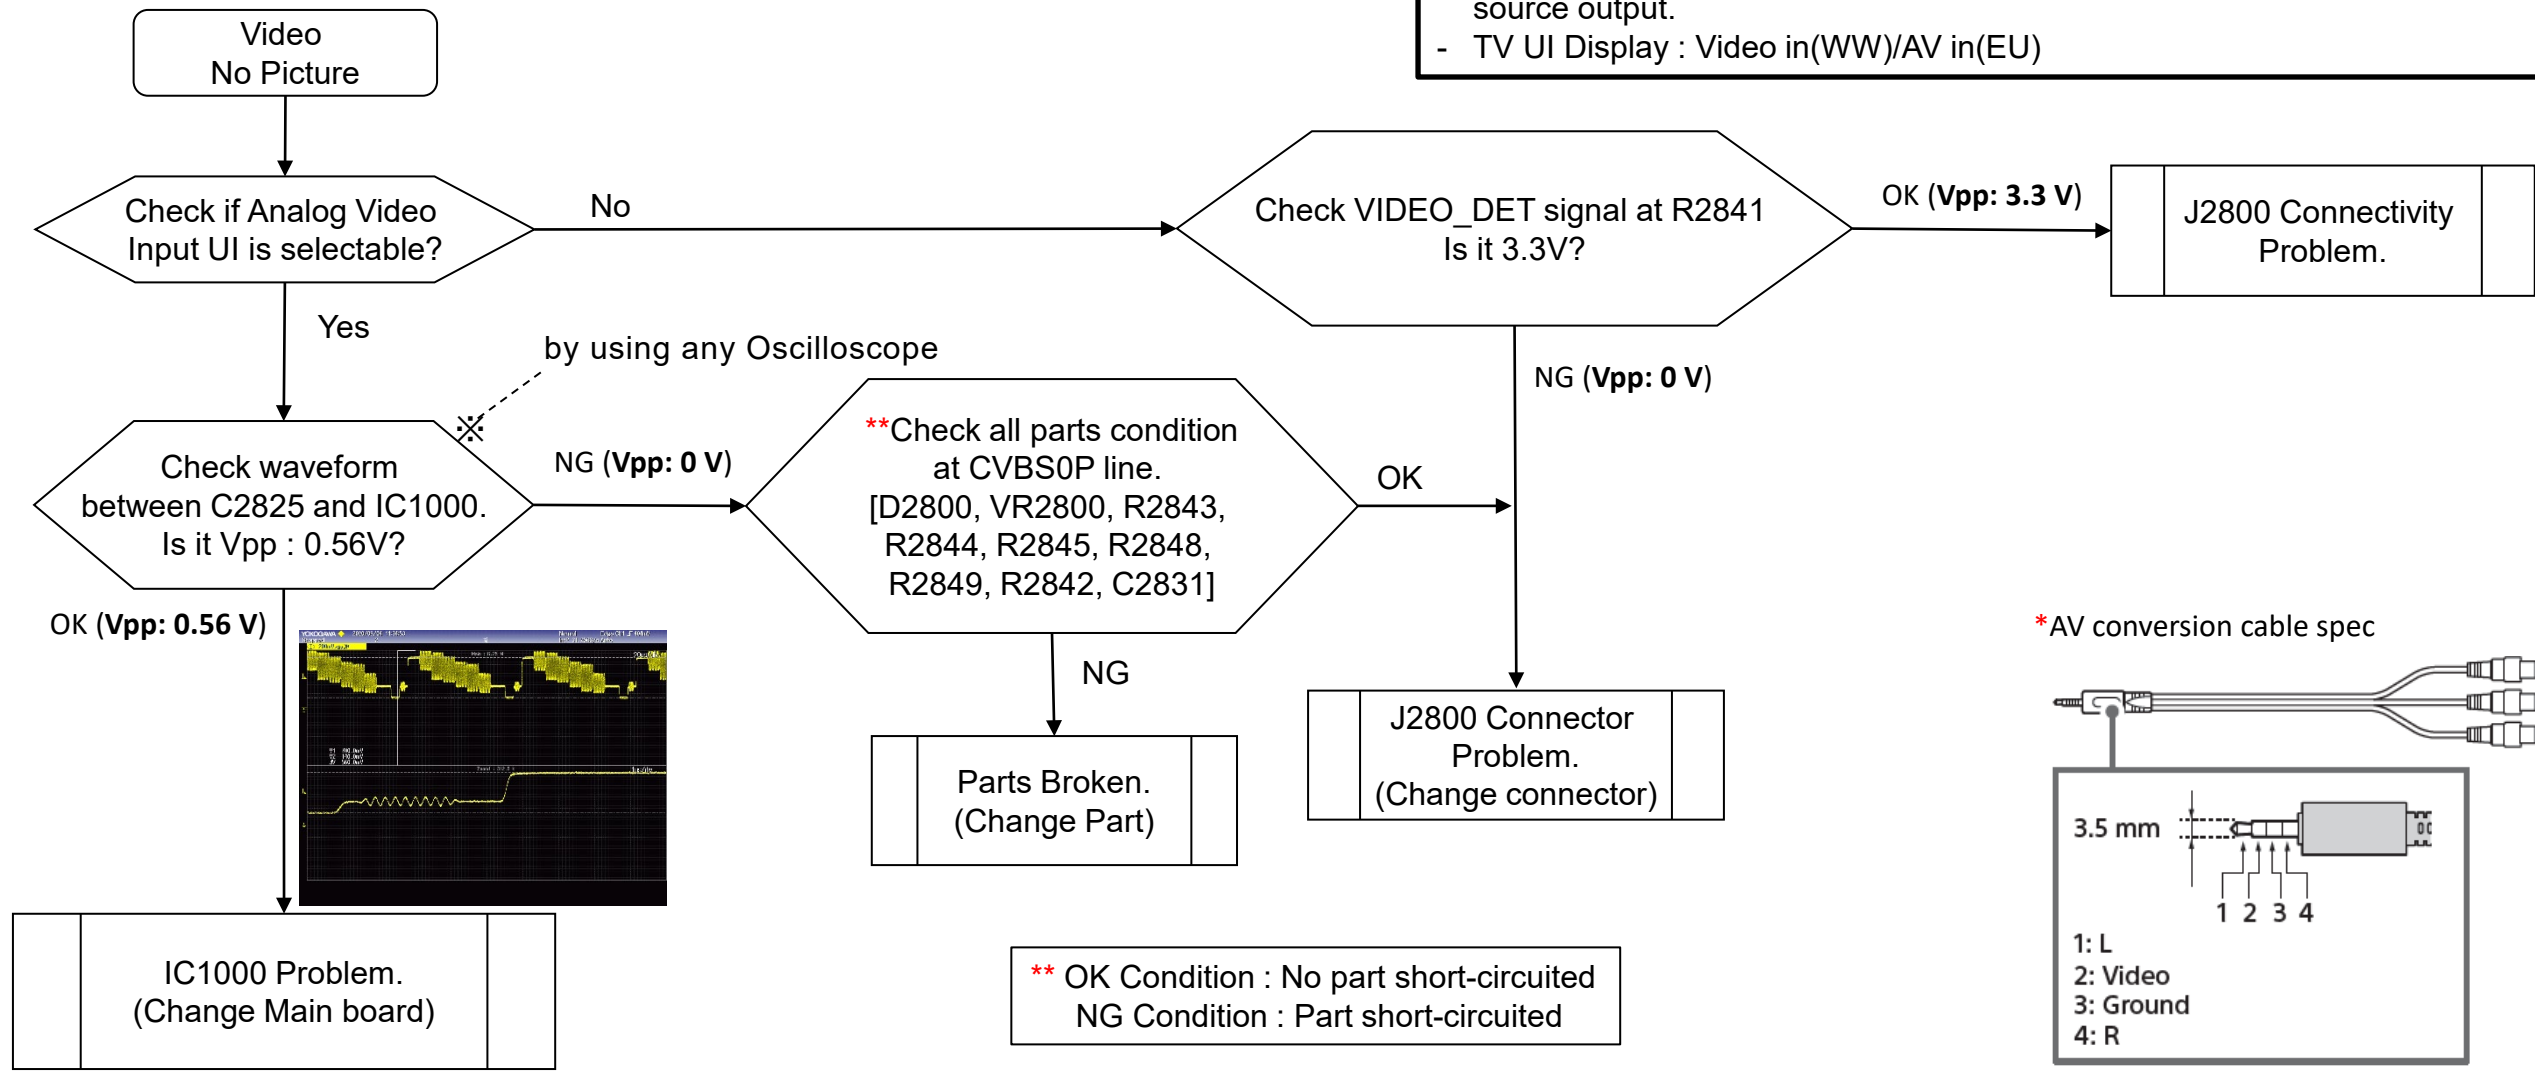 source output.
- TV UI Display : Video in(WW)/AV in(EU)
Video
No Picture
Check if Analog Video
Input UI is selectable?
No
Check VIDEO_DET signal at R2841
Is it 3.3V?
OK (Vpp: 3.3 V)
J2800 Connectivity
Problem.
Yes
by using any Oscilloscope
※
NG (Vpp: 0 V)
Check waveform
between C2825 and IC1000.
Is it Vpp : 0.56V?
NG (Vpp: 0 V)
**Check all parts condition
at CVBS0P line.
[D2800, VR2800, R2843,
R2844, R2845, R2848,
R2849, R2842, C2831]
OK
OK (Vpp: 0.56 V)
YOKOGAWA
NG
Parts Broken.
(Change Part)
J2800 Connector
Problem.
(Change connector)
IC1000 Problem.
(Change Main board)
** OK Condition : No part short-circuited
NG Condition : Part short-circuited
*AV conversion cable spec
3.5 mm
1 2 3 4
1: L
2: Video
3: Ground
4: R